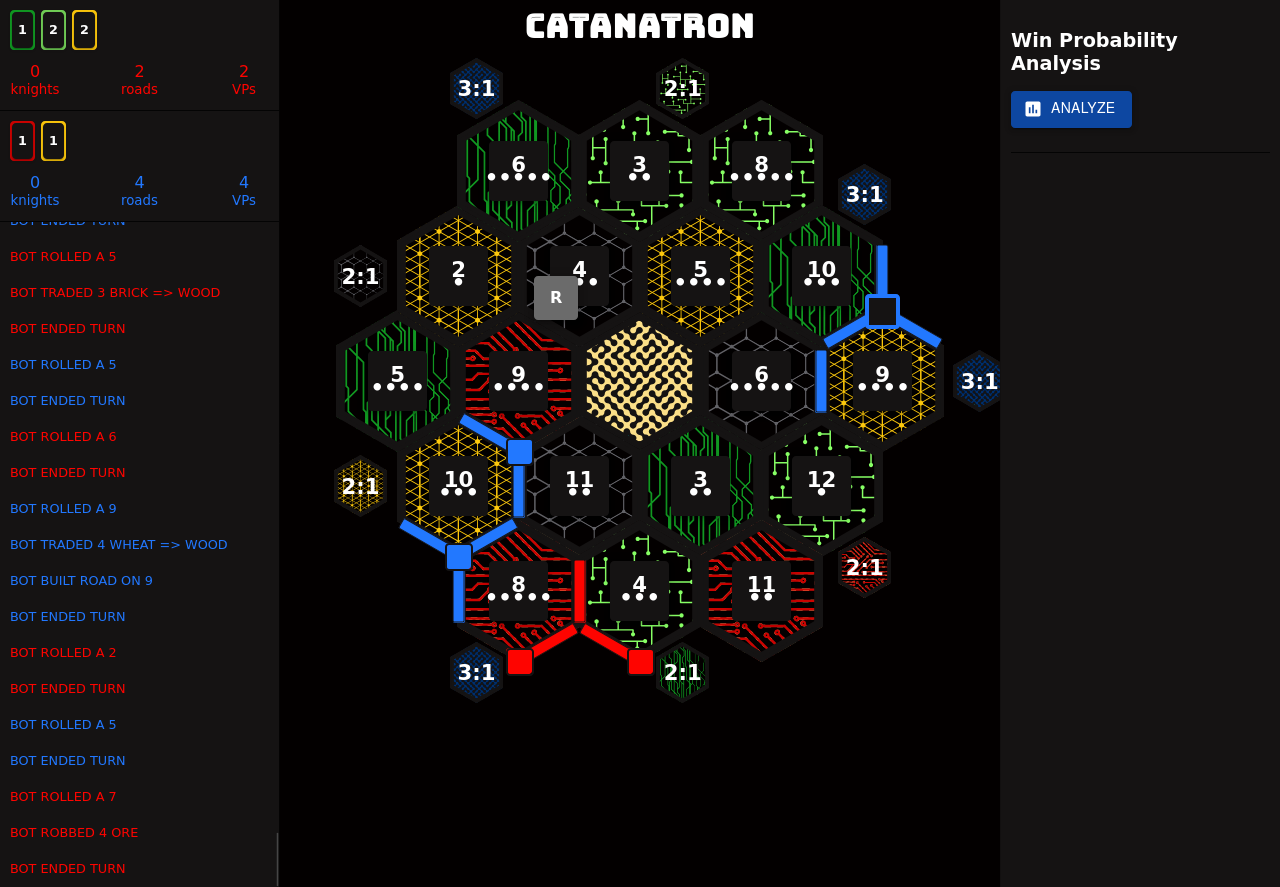 CATANATRON
1 2 2
0 2 2
knights roads VPs
1 1
0 4 4
knights roads VPs
BOT ENDED TURN
BOT ROLLED A 5
BOT TRADED 3 BRICK => WOOD
BOT ENDED TURN
BOT ROLLED A 5
BOT ENDED TURN
BOT ROLLED A 6
BOT ENDED TURN
BOT ROLLED A 9
BOT TRADED 4 WHEAT => WOOD
BOT BUILT ROAD ON 9
BOT ENDED TURN
BOT ROLLED A 2
BOT ENDED TURN
BOT ROLLED A 5
BOT ENDED TURN
BOT ROLLED A 7
BOT ROBBED 4 ORE
BOT ENDED TURN
3:1 2:1
6 3 8
3:1
2:1 2 4 5 10
R
5 9 6 9 3:1
2:1 10 11 3 12
8 4 11 2:1
3:1 2:1
Win Probability
Analysis
ANALYZE